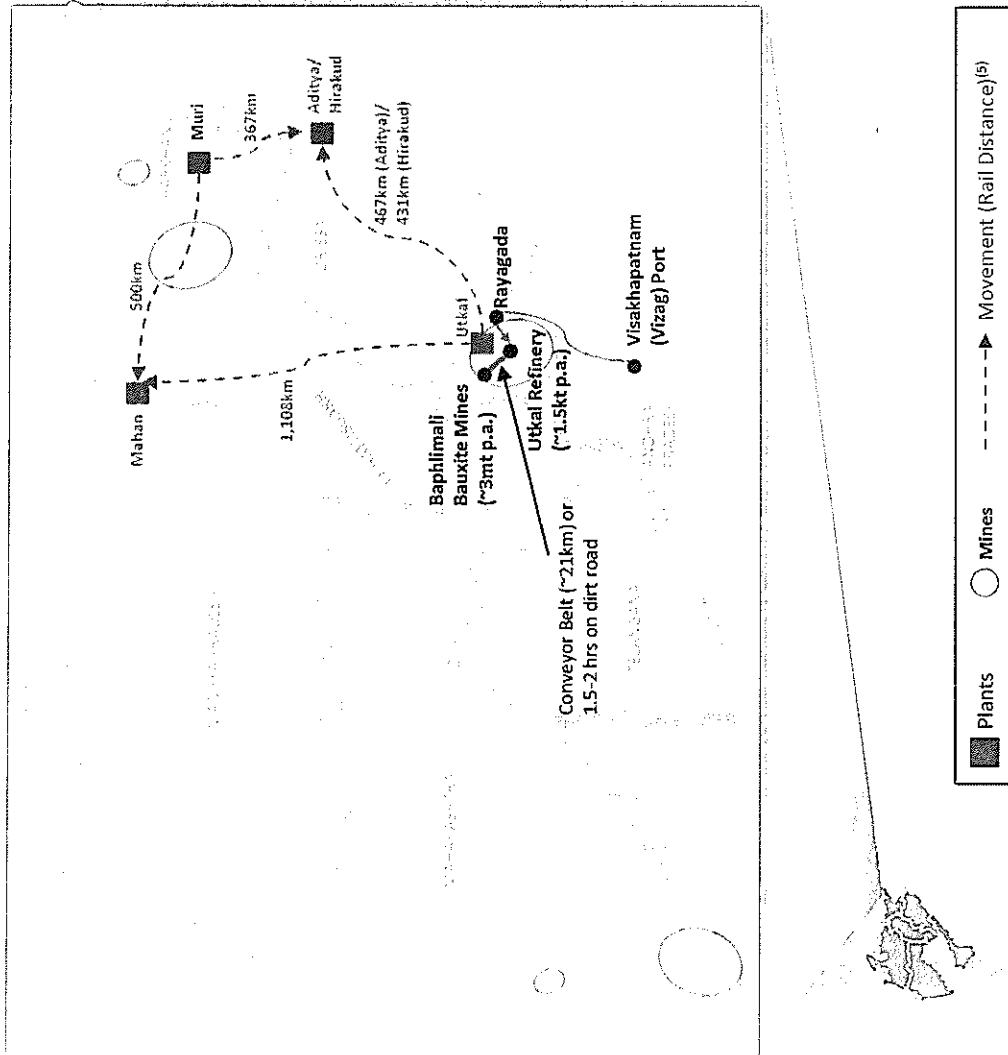 Mahan
500km
Muri
367km
Aditya/
Hirakud
467km (Aditya)/
431km (Hirakud)
1,108km
Utkal
Rayagada
Baphlimali
Bauxite Mines
(~3mt p.a.)
Utkal Refinery
(~1.5kt p.a.)
Conveyor Belt (~21km) or
1.5-2 hrs on dirt road
Visakhapatnam
(Vizag) Port
Plants
Mines
Movement (Rail Distance)(5)